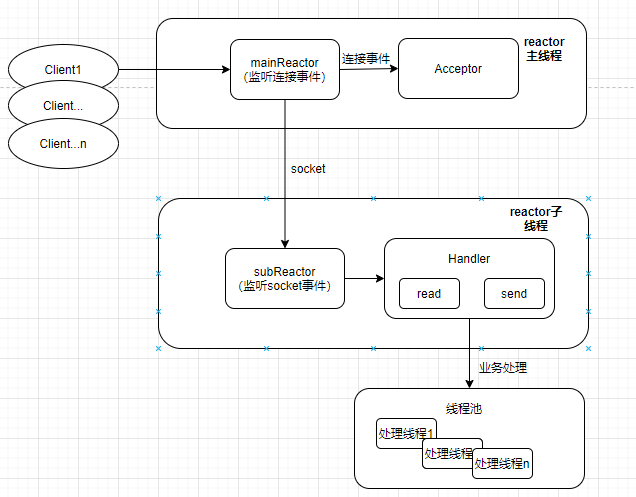 Client1
Client...
Client...n
mainReactor
（监听连接事件）
连接事件
Acceptor
reactor
主线程
socket
reactor子
线程
subReactor
（监听socket事件）
Handler
read
send
业务处理
线程池
处理线程1
处理线程
处理线程n